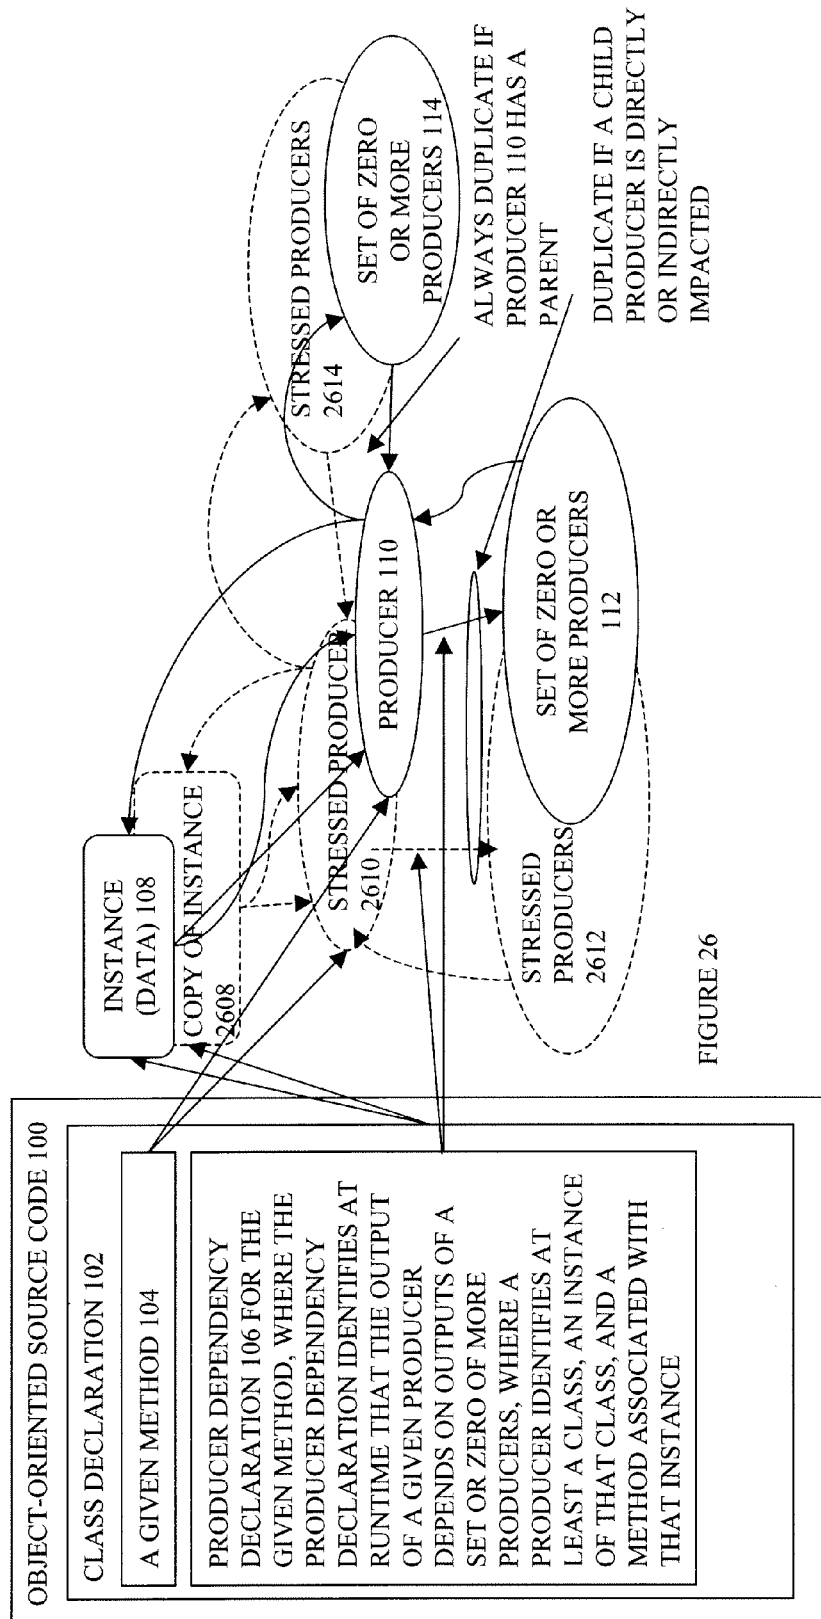 OBJECT-ORIENTED SOURCE CODE 100
CLASS DECLARATION 102
A GIVEN METHOD 104
PRODUCER DEPENDENCY
DECLARATION 106 FOR THE
GIVEN METHOD, WHERE THE
PRODUCER DEPENDENCY
DECLARATION IDENTIFIES AT
RUNTIME THAT THE OUTPUT
OF A GIVEN PRODUCER
DEPENDS ON OUTPUTS OF A
SET OR ZERO OF MORE
PRODUCERS, WHERE A
PRODUCER IDENTIFIES AT
LEAST A CLASS, AN INSTANCE
OF THAT CLASS, AND A
METHOD ASSOCIATED WITH
THAT INSTANCE
INSTANCE
(DATA) 108
COPY OF INSTANCE
2608
STRESSED PRODUCER
2610
PRODUCER 110
STRESSED
PRODUCERS
2612
SET OF ZERO OR
MORE PRODUCERS
112
STRESSED PRODUCERS
2614
SET OF ZERO
OR MORE
PRODUCERS 114
ALWAYS DUPLICATE IF
PRODUCER 110 HAS A
PARENT
DUPLICATE IF A CHILD
PRODUCER IS DIRECTLY
OR INDIRECTLY
IMPACTED
FIGURE 26